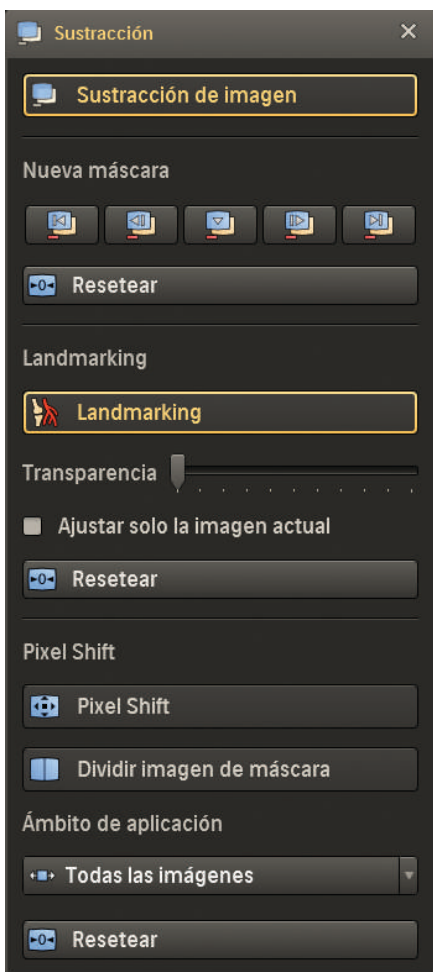 Sustracción
Sustracción de imagen
Nueva máscara
Resetear
Landmarking
Landmarking
Transparencia
Ajustar solo la imagen actual
Resetear
Pixel Shift
Pixel Shift
Dividir imagen de máscara
Ámbito de aplicación
Todas las imágenes
Resetear